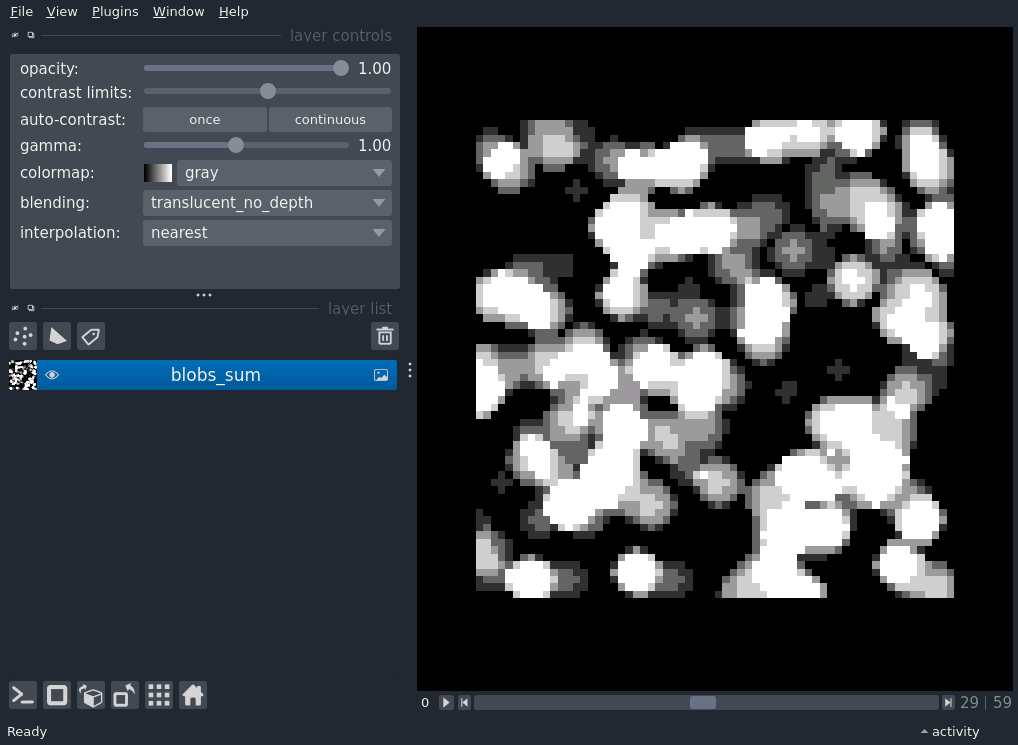 File View Plugins Window Help
layer controls
opacity: 1.00
contrast limits:
auto-contrast: once continuous
gamma: 1.00
colormap: gray
blending: translucent_no_depth
interpolation: nearest
layer list
blobs_sum
0 29 | 59
Ready activity